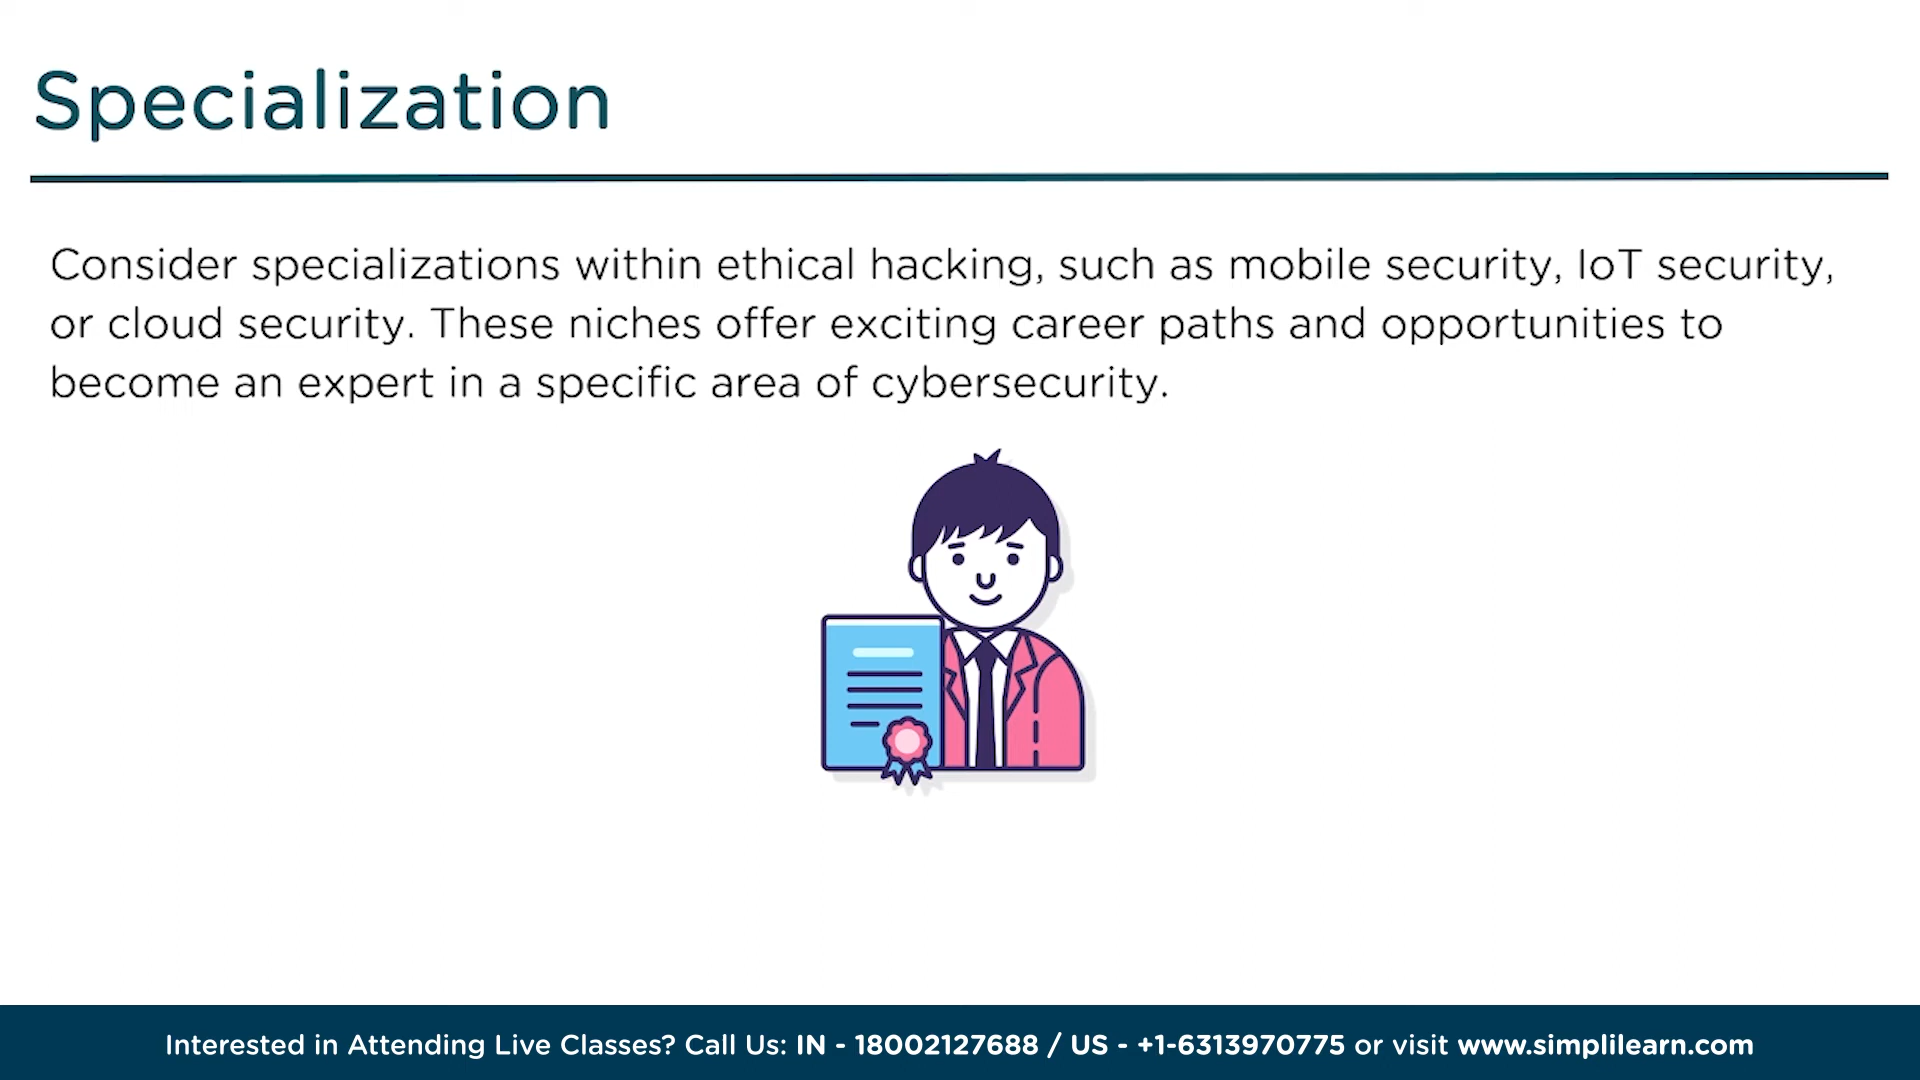 Specialization
Consider specializations within ethical hacking, such as mobile security, IoT security,
or cloud security. These niches offer exciting career paths and opportunities to
become an expert in a specific area of cybersecurity.
Interested in Attending Live Classes? Call Us: IN - 18002127688 / US - +1-6313970775 or visit www.simplilearn.com